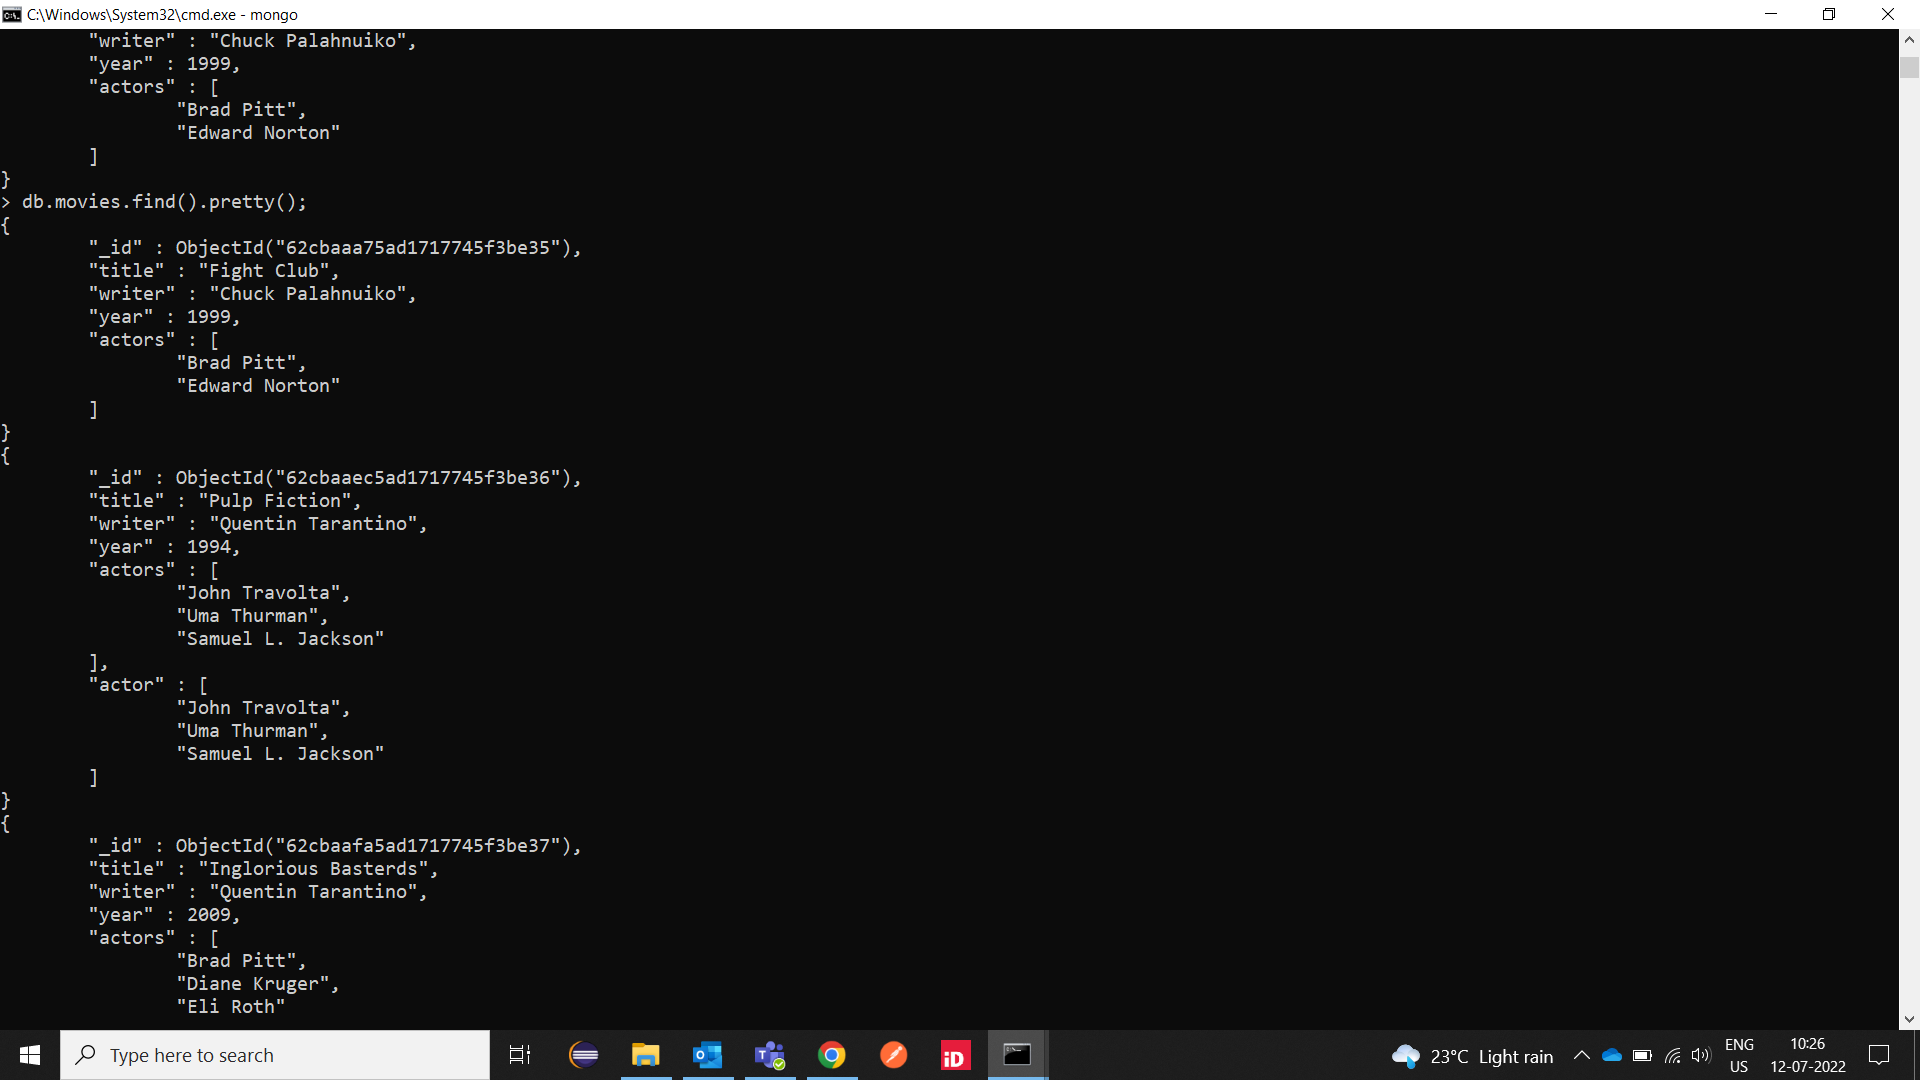 C:\Windows\System32\cmd.exe - mongo
"writer" : "Chuck Palahnuiko",
"year" : 1999,
"actors" : [
"Brad Pitt",
"Edward Norton"
]
}
> db.movies.find().pretty();
{
"_id" : ObjectId("62cbaaa75ad1717745f3be35"),
"title" : "Fight Club",
"writer" : "Chuck Palahnuiko",
"year" : 1999,
"actors" : [
"Brad Pitt",
"Edward Norton"
]
}
{
"_id" : ObjectId("62cbaaec5ad1717745f3be36"),
"title" : "Pulp Fiction",
"writer" : "Quentin Tarantino",
"year" : 1994,
"actors" : [
"John Travolta",
"Uma Thurman",
"Samuel L. Jackson"
],
"actor" : [
"John Travolta",
"Uma Thurman",
"Samuel L. Jackson"
]
}
{
"_id" : ObjectId("62cbaafa5ad1717745f3be37"),
"title" : "Inglorious Basterds",
"writer" : "Quentin Tarantino",
"year" : 2009,
"actors" : [
"Brad Pitt",
"Diane Kruger",
"Eli Roth"
Type here to search
23°C Light rain
ENG
US
10:26
12-07-2022